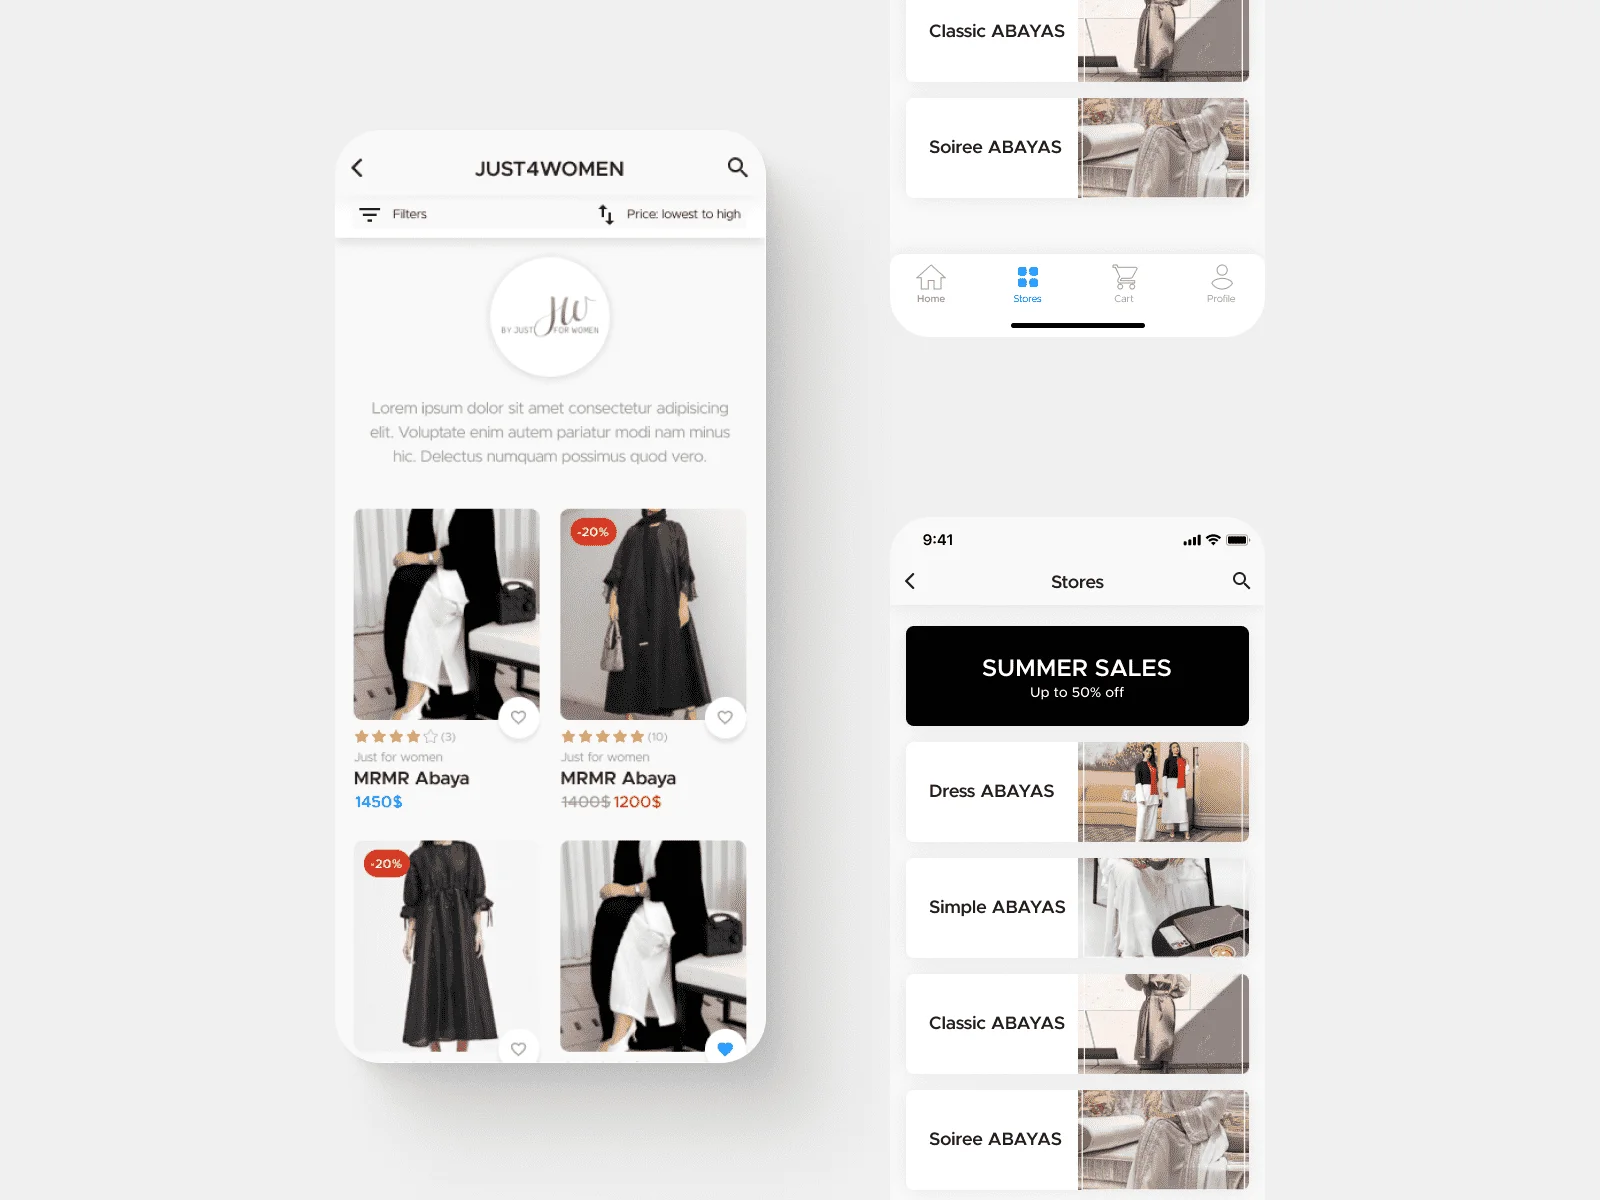 JUST4WOMEN
Filters
Price: lowest to high
JW
BY JUST FOR WOMEN
Lorem ipsum dolor sit amet consectetur adipisicing
elit. Voluptate enim autem pariatur modi nam minus
hic. Delectus numquam possimus quod vero.
-20%
(3)
Just for women
MRMR Abaya
1450$
(10)
Just for women
MRMR Abaya
1400$ 1200$
-20%
Classic ABAYAS
Soiree ABAYAS
Home
Stores
Cart
Profile
9:41
Stores
SUMMER SALES
Up to 50% off
Dress ABAYAS
Simple ABAYAS
Classic ABAYAS
Soiree ABAYAS